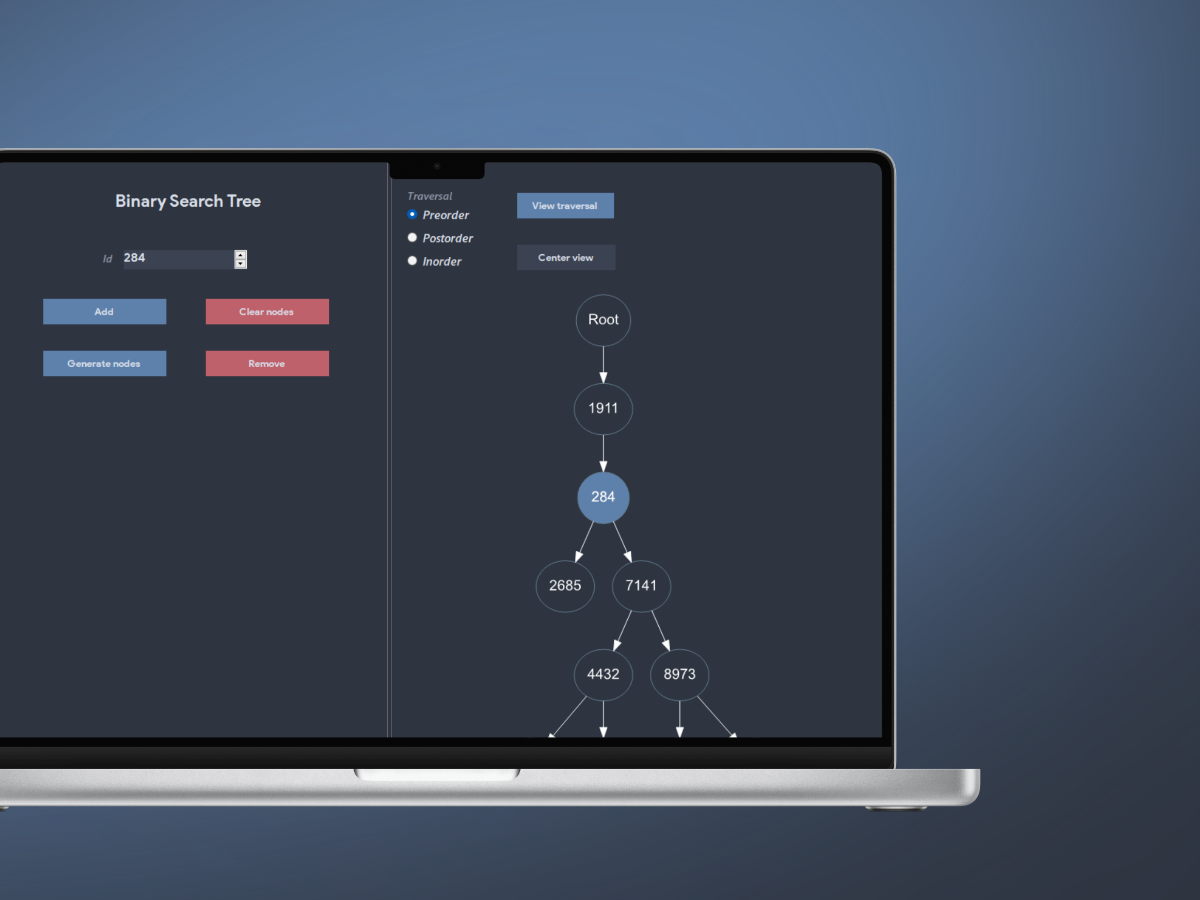 Binary Search Tree
Id 284
Add
Clear nodes
Generate nodes
Remove
Traversal
Preorder
Postorder
Inorder
View traversal
Center view
Root
1911
284
2685 7141
4432 8973